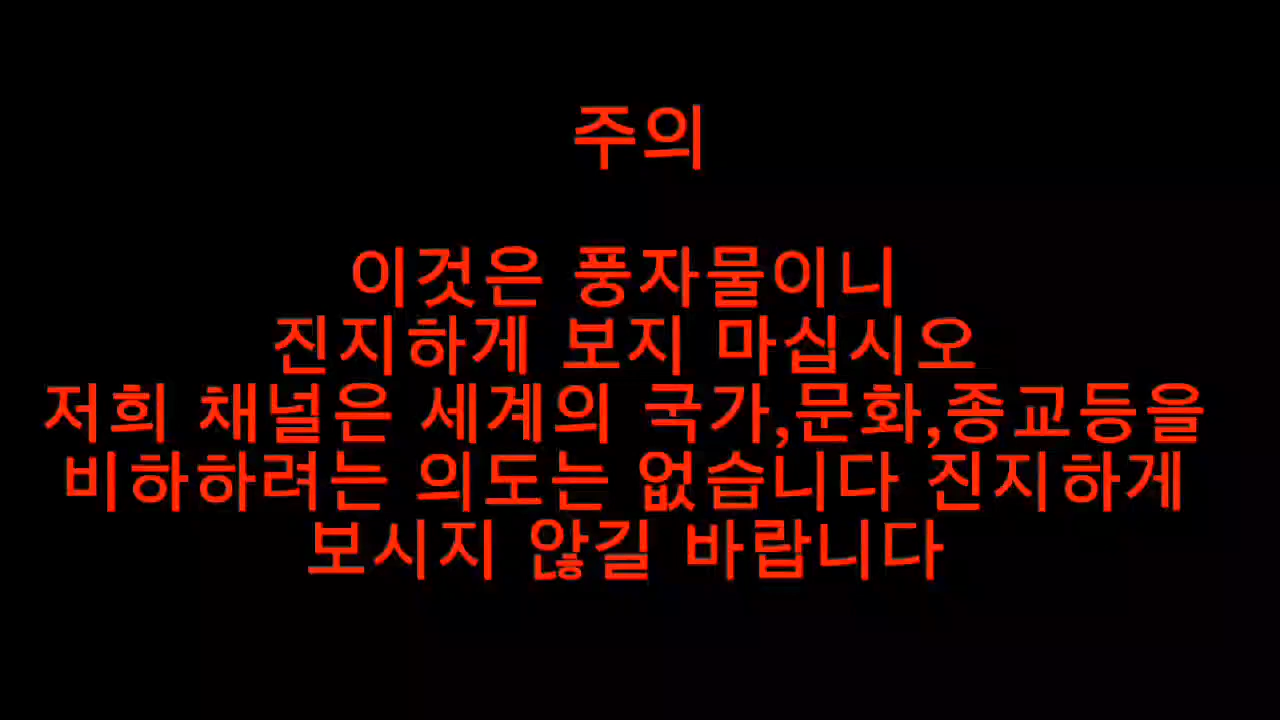 주의
이것은 풍자물이니
진지하게 보지 마십시오
저희 채널은 세계의 국가,문화,종교등을
비하하려는 의도는 없습니다 진지하게
보시지 않길 바랍니다